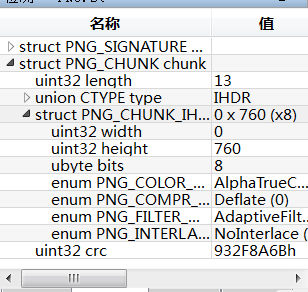 名称 值
struct PNG_SIGNATURE ...
struct PNG_CHUNK chunk
uint32 length 13
union CTYPE type IHDR
struct PNG_CHUNK_IH... 0 x 760 (x8)
uint32 width 0
uint32 height 760
ubyte bits 8
enum PNG_COLOR_... AlphaTrueC...
enum PNG_COMPR... Deflate (0)
enum PNG_FILTER_... AdaptiveFilt...
enum PNG_INTERLA... NoInterlace (
uint32 crc 932F8A6Bh